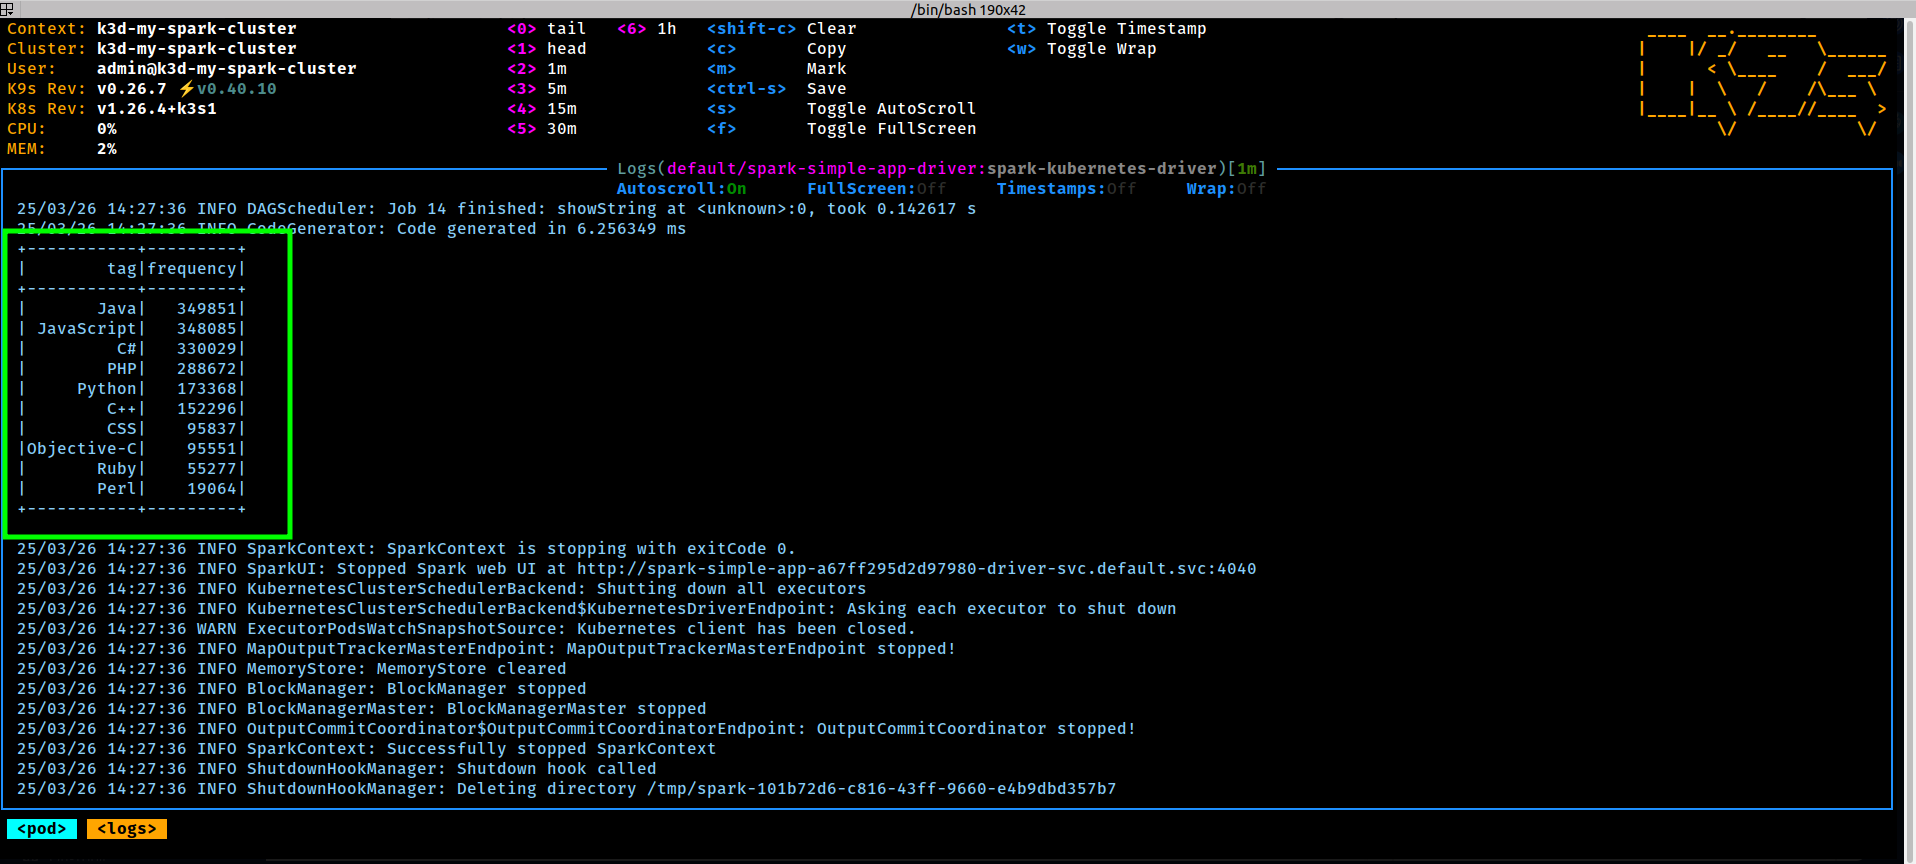 /bin/bash 190x42
Context: k3d-my-spark-cluster <0> tail <6> 1h <shift-c> Clear <t> Toggle Timestamp
Cluster: k3d-my-spark-cluster <1> head <c> Copy <w> Toggle Wrap
User: admin@k3d-my-spark-cluster <2> 1m <m> Mark
K9s Rev: v0.26.7 ⚡v0.40.10 <3> 5m <ctrl-s> Save
K8s Rev: v1.26.4+k3s1 <4> 15m <s> Toggle AutoScroll
CPU: 0% <5> 30m <f> Toggle FullScreen
MEM: 2%
Logs(default/spark-simple-app-driver:spark-kubernetes-driver)[1m]
Autoscroll:On FullScreen:Off Timestamps:Off Wrap:Off
25/03/26 14:27:36 INFO DAGScheduler: Job 14 finished: showString at <unknown>:0, took 0.142617 s
25/03/26 14:27:36 INFO CodeGenerator: Code generated in 6.256349 ms
+-----------+---------+
|        tag|frequency|
+-----------+---------+
|       Java|   349851|
| JavaScript|   348085|
|         C#|   330029|
|        PHP|   288672|
|     Python|   173368|
|        C++|   152296|
|        CSS|    95837|
|Objective-C|    95551|
|       Ruby|    55277|
|       Perl|    19064|
+-----------+---------+
25/03/26 14:27:36 INFO SparkContext: SparkContext is stopping with exitCode 0.
25/03/26 14:27:36 INFO SparkUI: Stopped Spark web UI at http://spark-simple-app-a67ff295d2d97980-driver-svc.default.svc:4040
25/03/26 14:27:36 INFO KubernetesClusterSchedulerBackend: Shutting down all executors
25/03/26 14:27:36 INFO KubernetesClusterSchedulerBackend$KubernetesDriverEndpoint: Asking each executor to shut down
25/03/26 14:27:36 WARN ExecutorPodsWatchSnapshotSource: Kubernetes client has been closed.
25/03/26 14:27:36 INFO MapOutputTrackerMasterEndpoint: MapOutputTrackerMasterEndpoint stopped!
25/03/26 14:27:36 INFO MemoryStore: MemoryStore cleared
25/03/26 14:27:36 INFO BlockManager: BlockManager stopped
25/03/26 14:27:36 INFO BlockManagerMaster: BlockManagerMaster stopped
25/03/26 14:27:36 INFO OutputCommitCoordinator$OutputCommitCoordinatorEndpoint: OutputCommitCoordinator stopped!
25/03/26 14:27:36 INFO SparkContext: Successfully stopped SparkContext
25/03/26 14:27:36 INFO ShutdownHookManager: Shutdown hook called
25/03/26 14:27:36 INFO ShutdownHookManager: Deleting directory /tmp/spark-101b72d6-c816-43ff-9660-e4b9dbd357b7
<pod> <logs>